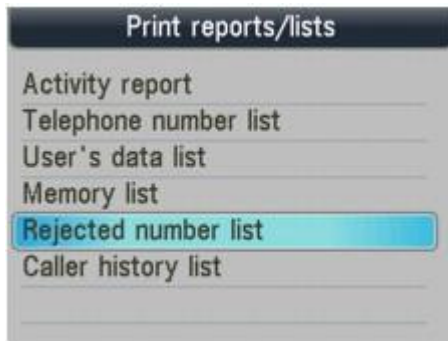 Print reports/lists
Activity report
Telephone number list
User's data list
Memory list
Rejected number list
Caller history list